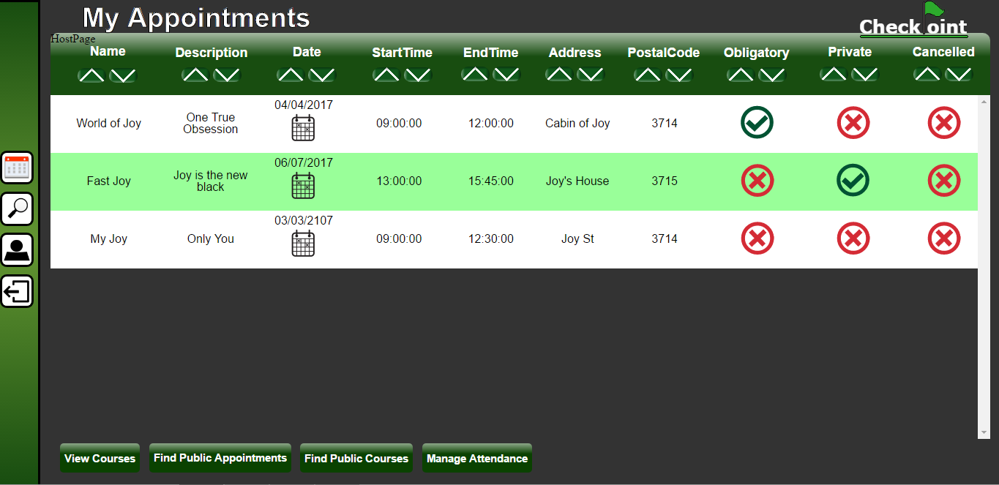 My Appointments
Check oint
HostPage
Name Description Date StartTime EndTime Address PostalCode Obligatory Private Cancelled
04/04/2017
World of Joy One True Obsession 09:00:00 12:00:00 Cabin of Joy 3714
06/07/2017
Fast Joy Joy is the new black 13:00:00 15:45:00 Joy's House 3715
03/03/2107
My Joy Only You 09:00:00 12:30:00 Joy St 3714
View Courses Find Public Appointments Find Public Courses Manage Attendance